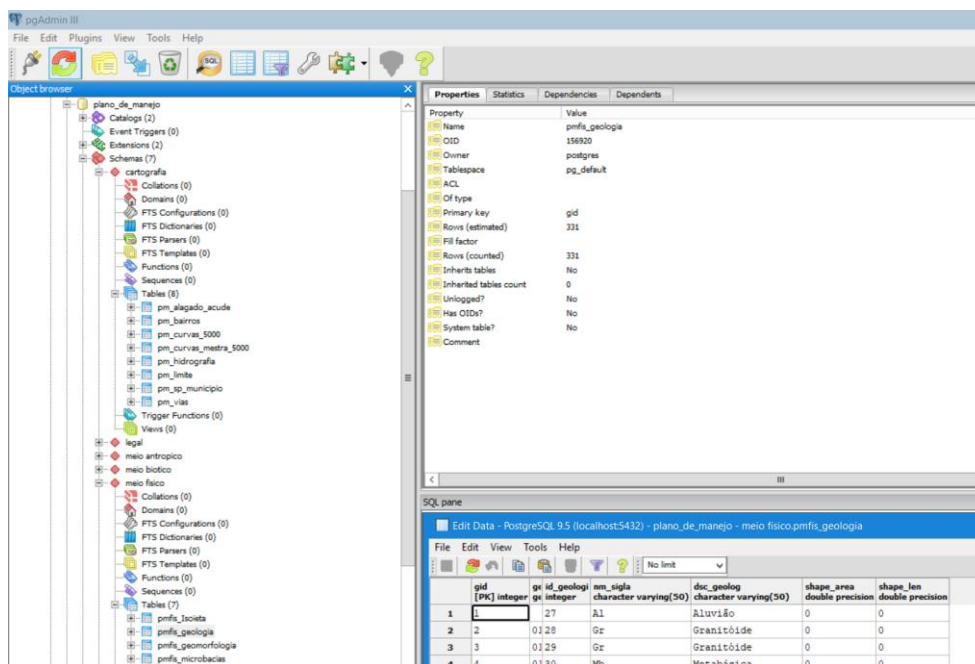 pgAdmin III
File Edit Plugins View Tools Help
SQL
Object browser
plano_de_manejo
Catalogs (2)
Event Triggers (0)
Extensions (2)
Schemas (7)
cartografia
Collations (0)
Domains (0)
FTS Configurations (0)
FTS Dictionaries (0)
FTS Parsers (0)
FTS Templates (0)
Functions (0)
Sequences (0)
Tables (8)
pm_alagado_acude
pm_bairros
pm_curvas_5000
pm_curvas_mestra_5000
pm_hidrografia
pm_limite
pm_sp_municipio
pm_vias
Trigger Functions (0)
Views (0)
legal
meio antropico
meio biotico
meio fisico
Collations (0)
Domains (0)
FTS Configurations (0)
FTS Dictionaries (0)
FTS Parsers (0)
FTS Templates (0)
Functions (0)
Sequences (0)
Tables (7)
pmfis_Isoieta
pmfis_geologia
pmfis_geomorfologia
pmfis_microbacias
Properties Statistics Dependencies Dependents
Property Value
Name pmfis_geologia
OID 156920
Owner postgres
Tablespace pg_default
ACL
Of type
Primary key gid
Rows (estimated) 331
Fill factor
Rows (counted) 331
Inherits tables No
Inherited tables count 0
Unlogged? No
Has OIDs? No
System table? No
Comment
SQL pane
Edit Data - PostgreSQL 9.5 (localhost:5432) - plano_de_manejo - meio fisico.pmfis_geologia
File Edit View Tools Help
No limit
gid ge id_geologi nm_sigla dsc_geolog shape_area shape_len
[PK] integer ge integer character varying(50) character varying(50) double precision double precision
1 1 27 Al Aluvião 0 0
2 2 01 28 Gr Granitóide 0 0
3 3 01 29 Gr Granitóide 0 0